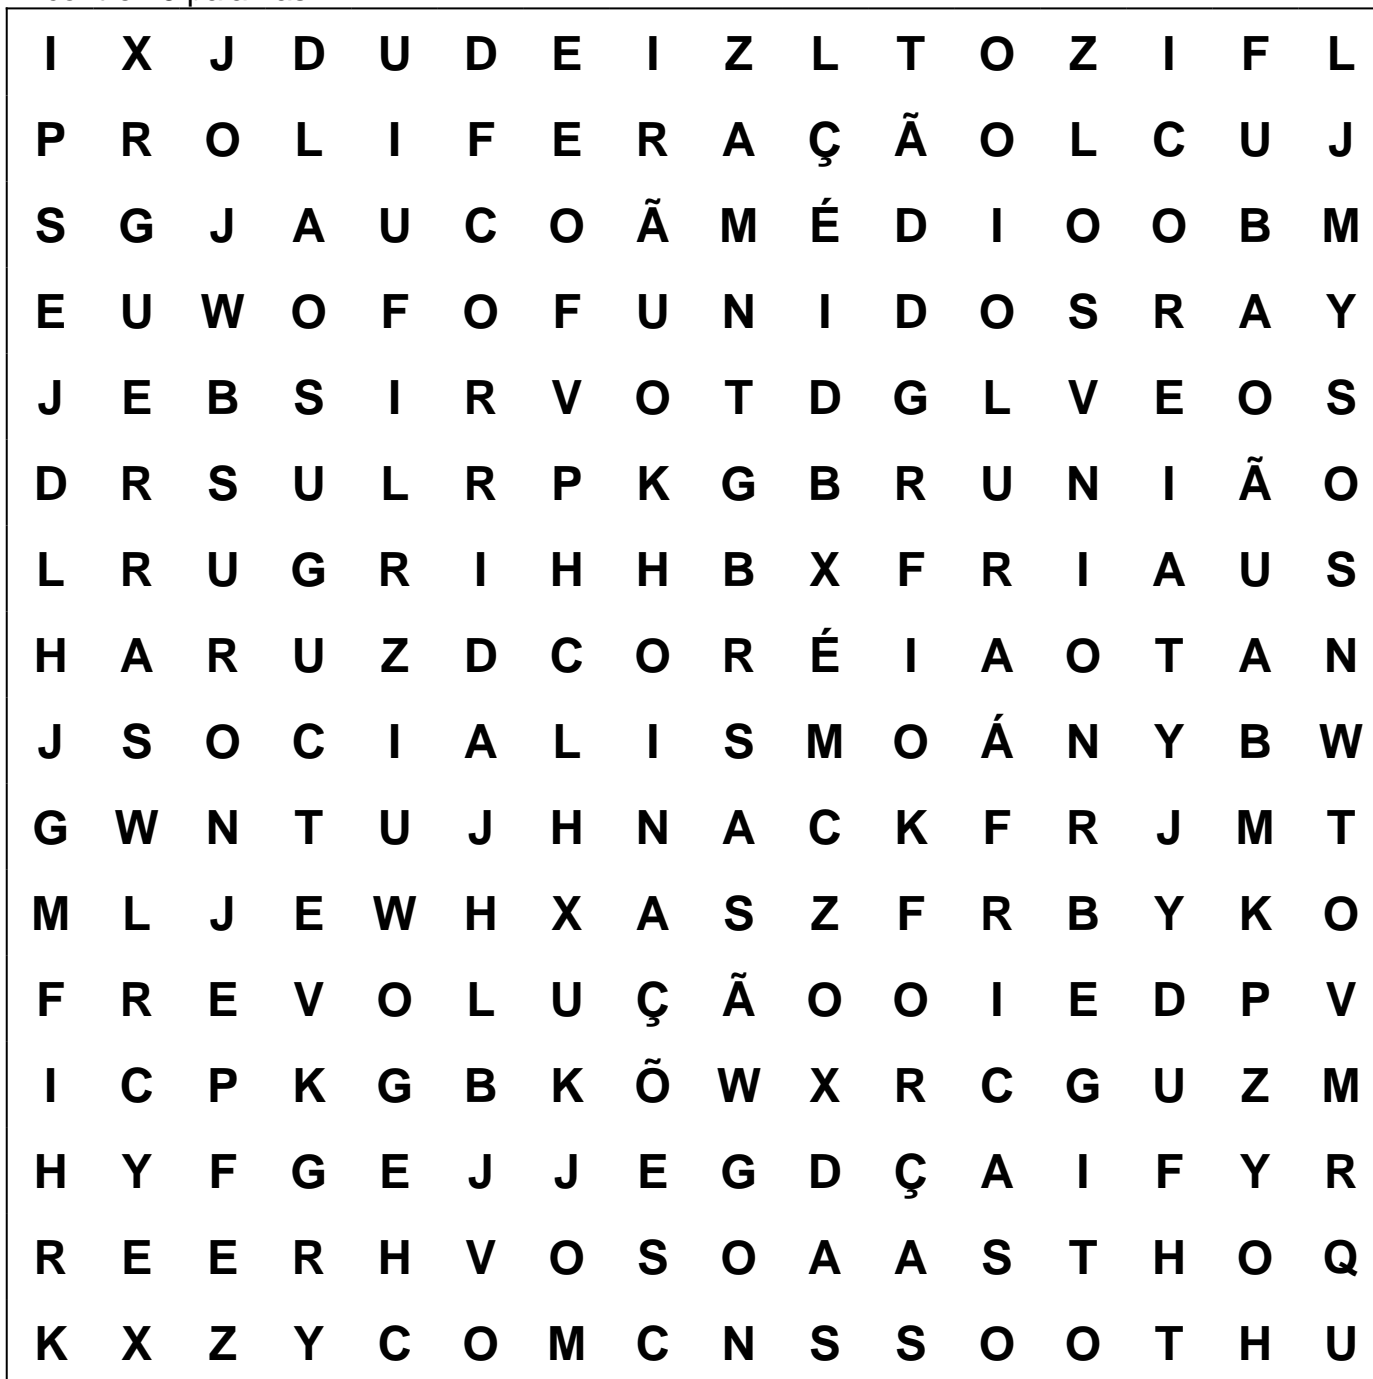 I X J D U D E I Z L T O Z I F L
P R O L I F E R A Ç Ã O L C U J
S G J A U C O Ã M É D I O O B M
E U W O F O F U N I D O S R A Y
J E B S I R V O T D G L V E O S
D R S U L R P K G B R U N I Ã O
L R U G R I H H B X F R I A U S
H A R U Z D C O R É I A O T A N
J S O C I A L I S M O Á N Y B W
G W N T U J H N A C K F R J M T
M L J E W H X A S Z F R B Y K O
F R E V O L U Ç Ã O O I E D P V
I C P K G B K Õ W X R C G U Z M
H Y F G E J J E G D Ç A I F Y R
R E E R H V O S O A A S T H O Q
K X Z Y C O M C N S S O O T H U